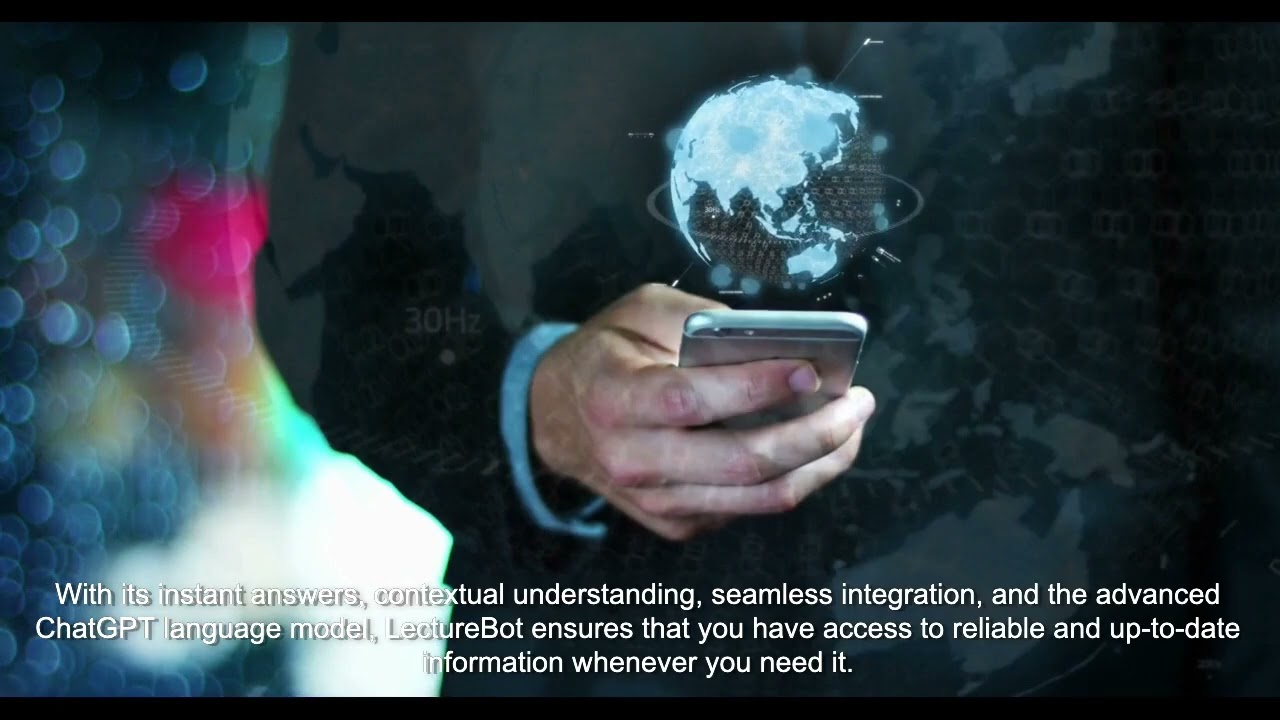 30Hz
With its instant answers, contextual understanding, seamless integration, and the advanced
ChatGPT language model, LectureBot ensures that you have access to reliable and up-to-date
information whenever you need it.